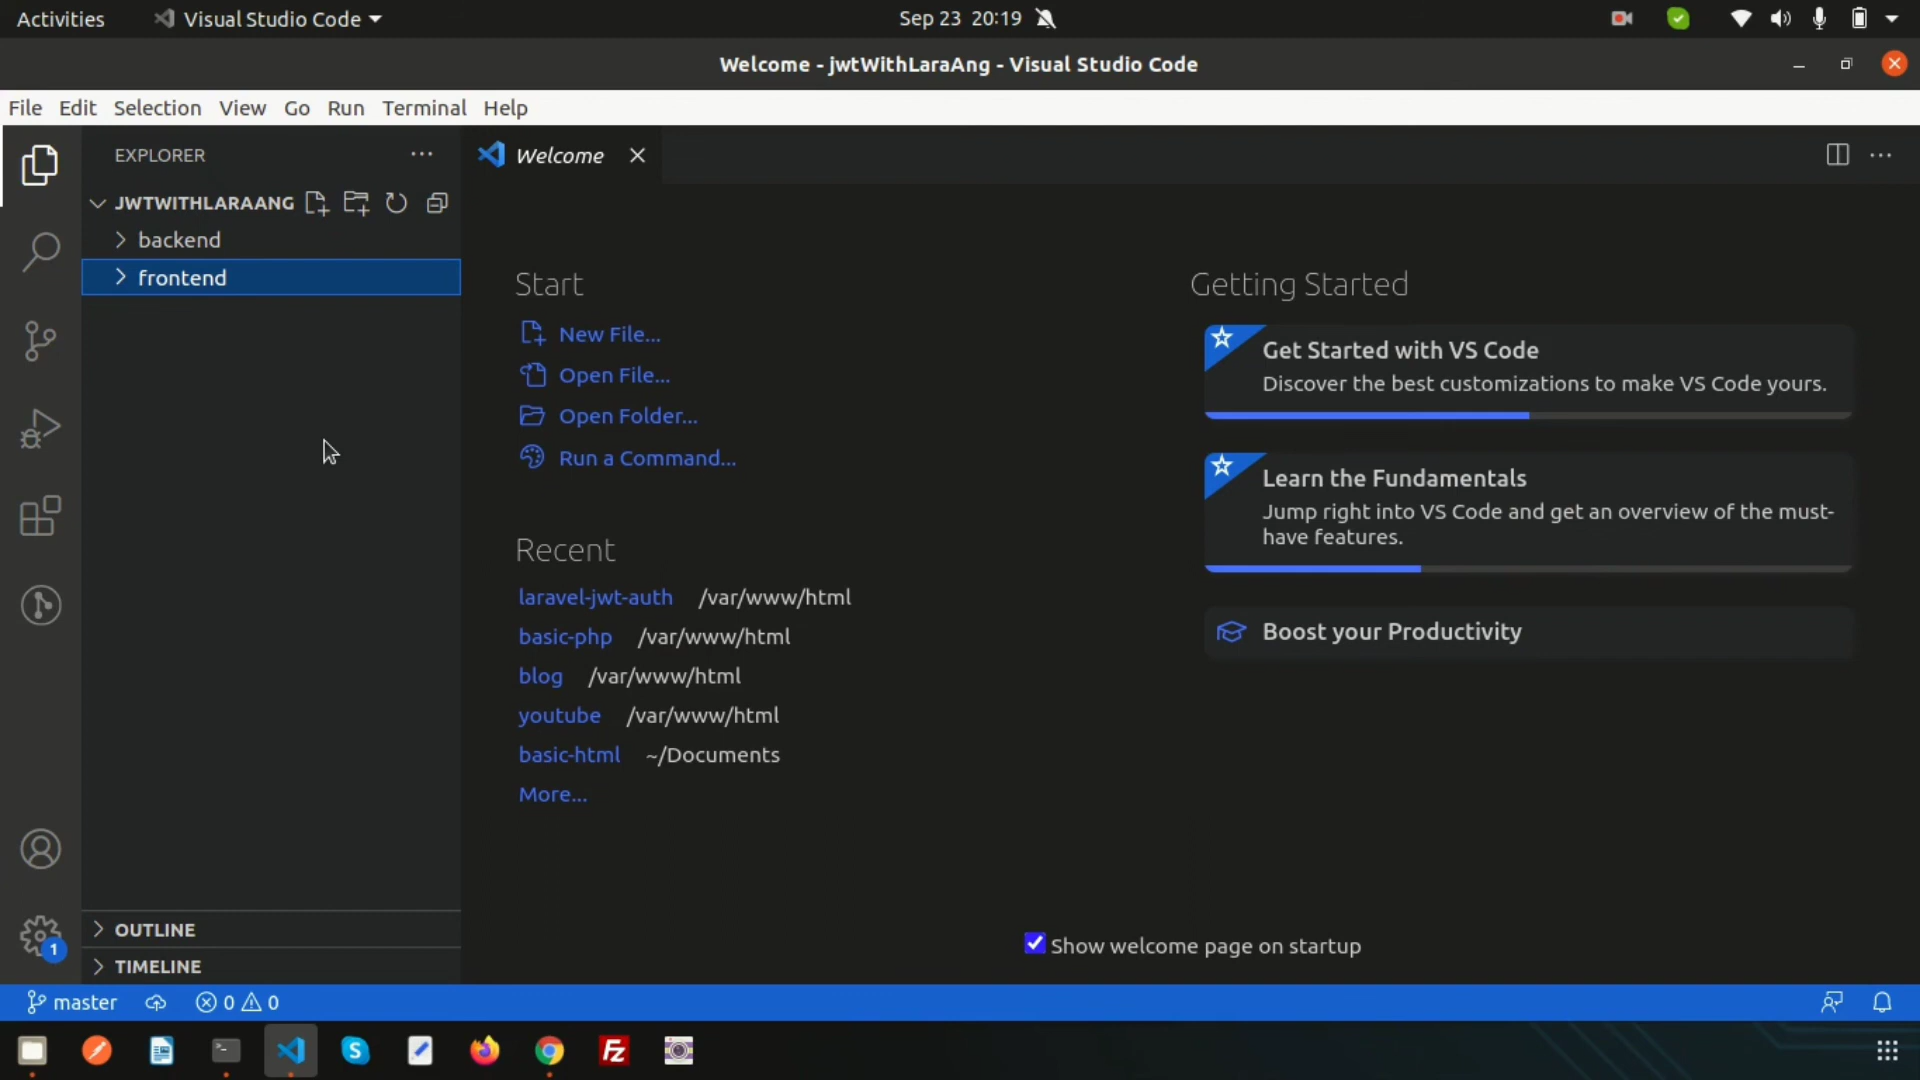 Activities
Visual Studio Code
Sep 23 20:19
Welcome - jwtWithLaraAng - Visual Studio Code
File Edit Selection View Go Run Terminal Help
EXPLORER
Welcome
JWTWITHLARAANG
backend
frontend
Start
New File...
Open File...
Open Folder...
Run a Command...
Recent
laravel-jwt-auth /var/www/html
basic-php /var/www/html
blog /var/www/html
youtube /var/www/html
basic-html ~/Documents
More...
Getting Started
Get Started with VS Code
Discover the best customizations to make VS Code yours.
Learn the Fundamentals
Jump right into VS Code and get an overview of the must-
have features.
Boost your Productivity
Show welcome page on startup
OUTLINE
TIMELINE
1
master
0 0